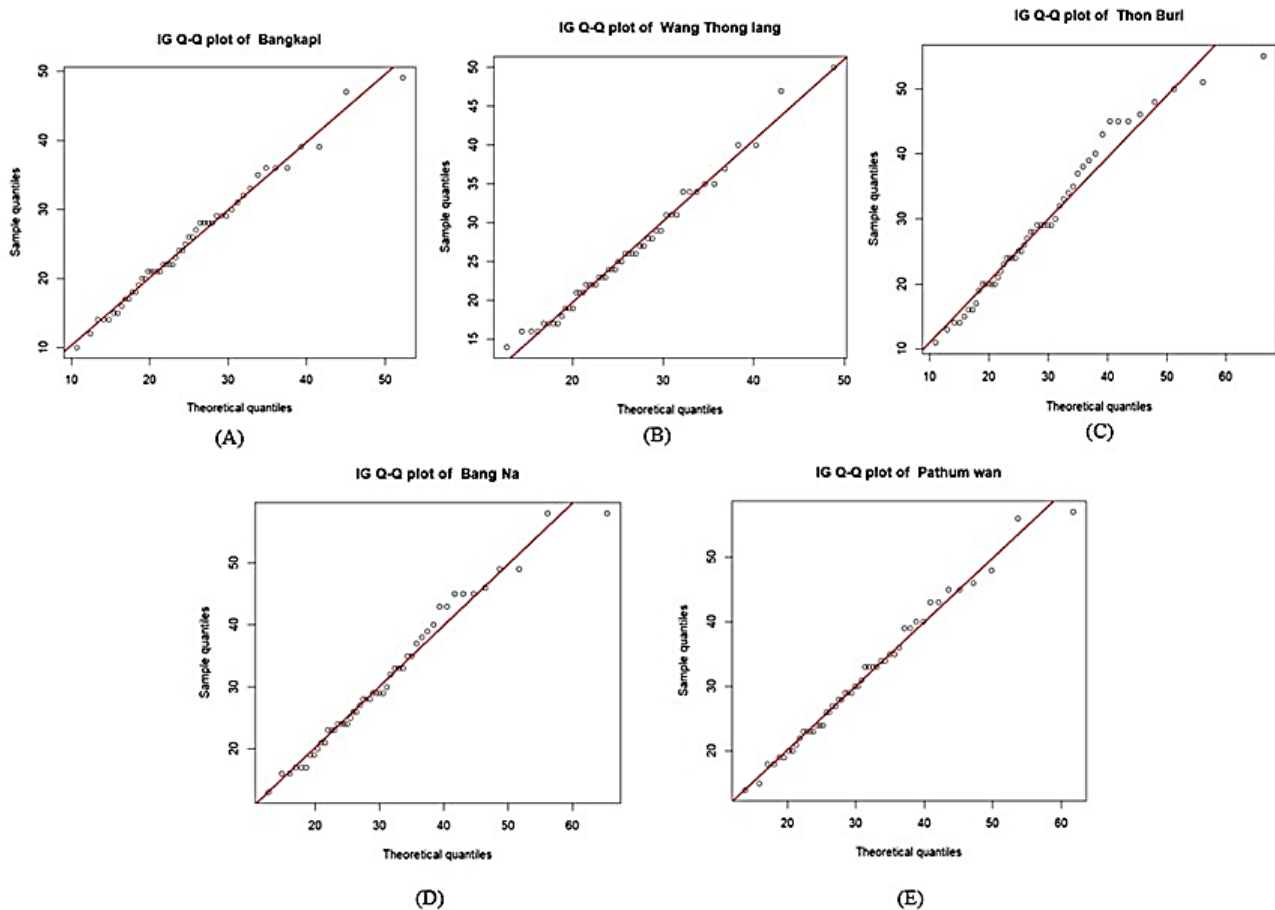 IG Q-Q plot of Bangkapi
50
40
30
20
10
Sample quantiles
10 20 30 40 50
Theoretical quantiles
(A)
IG Q-Q plot of Wang Thong lang
50
45
40
35
30
25
20
15
Sample quantiles
20 30 40 50
Theoretical quantiles
(B)
IG Q-Q plot of Thon Buri
50
40
30
20
10
Sample quantiles
10 20 30 40 50 60
Theoretical quantiles
(C)
IG Q-Q plot of Bang Na
50
40
30
20
Sample quantiles
20 30 40 50 60
Theoretical quantiles
(D)
IG Q-Q plot of Pathum wan
50
40
30
20
Sample quantiles
20 30 40 50 60
Theoretical quantiles
(E)